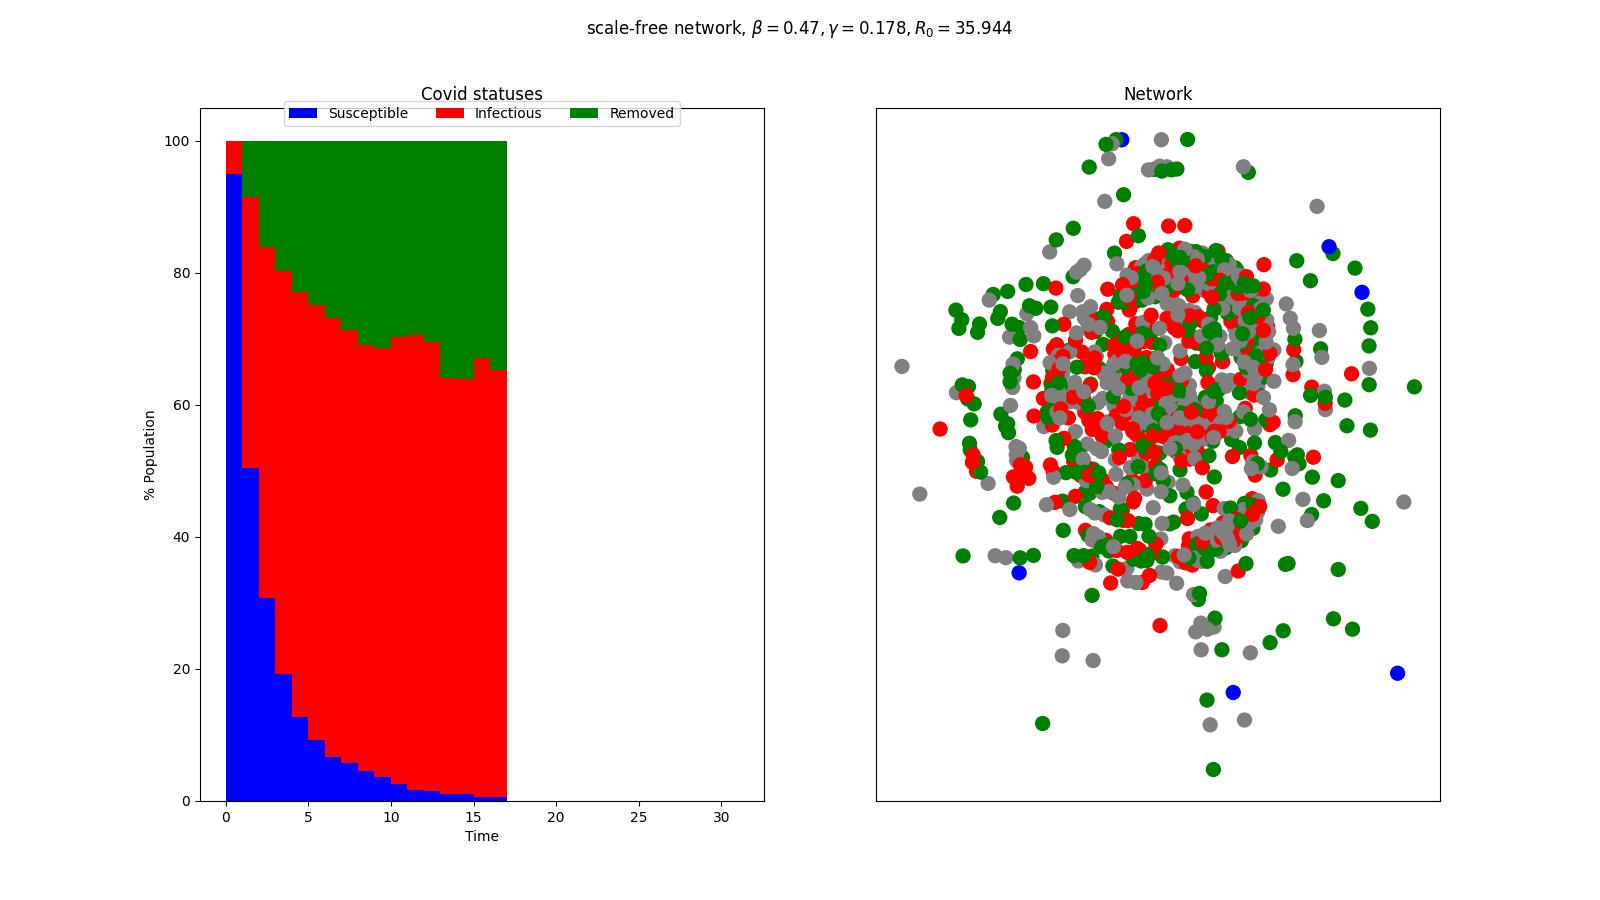 scale-free network, β = 0.47, γ = 0.178, R₀ = 35.944
Covid statuses
Susceptible Infectious Removed
100
80
60
40
20
0
% Population
0 5 10 15 20 25 30
Time
Network